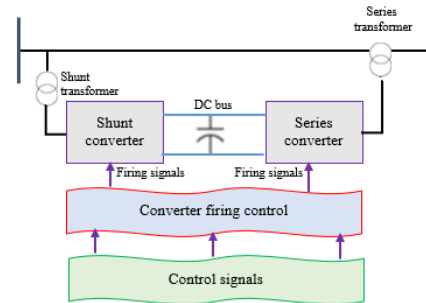 Series
transformer
Shunt
transformer
DC bus
Shunt
converter
Series
converter
Firing signals
Firing signals
Converter firing control
Control signals